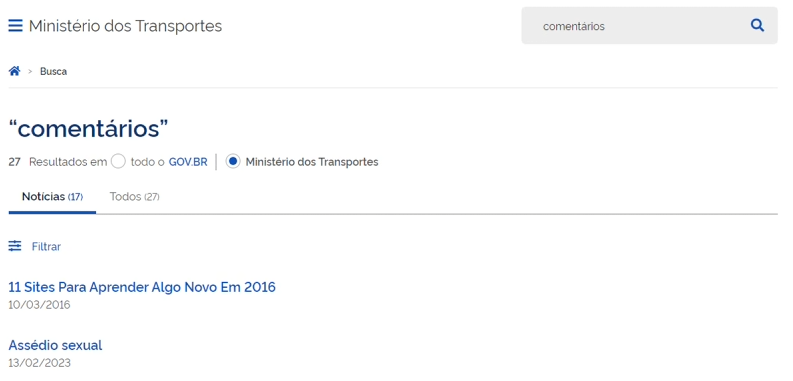 Ministério dos Transportes
comentários
> Busca
“comentários”
27 Resultados em todo o GOV.BR Ministério dos Transportes
Notícias (17) Todos (27)
Filtrar
11 Sites Para Aprender Algo Novo Em 2016
10/03/2016
Assédio sexual
13/02/2023